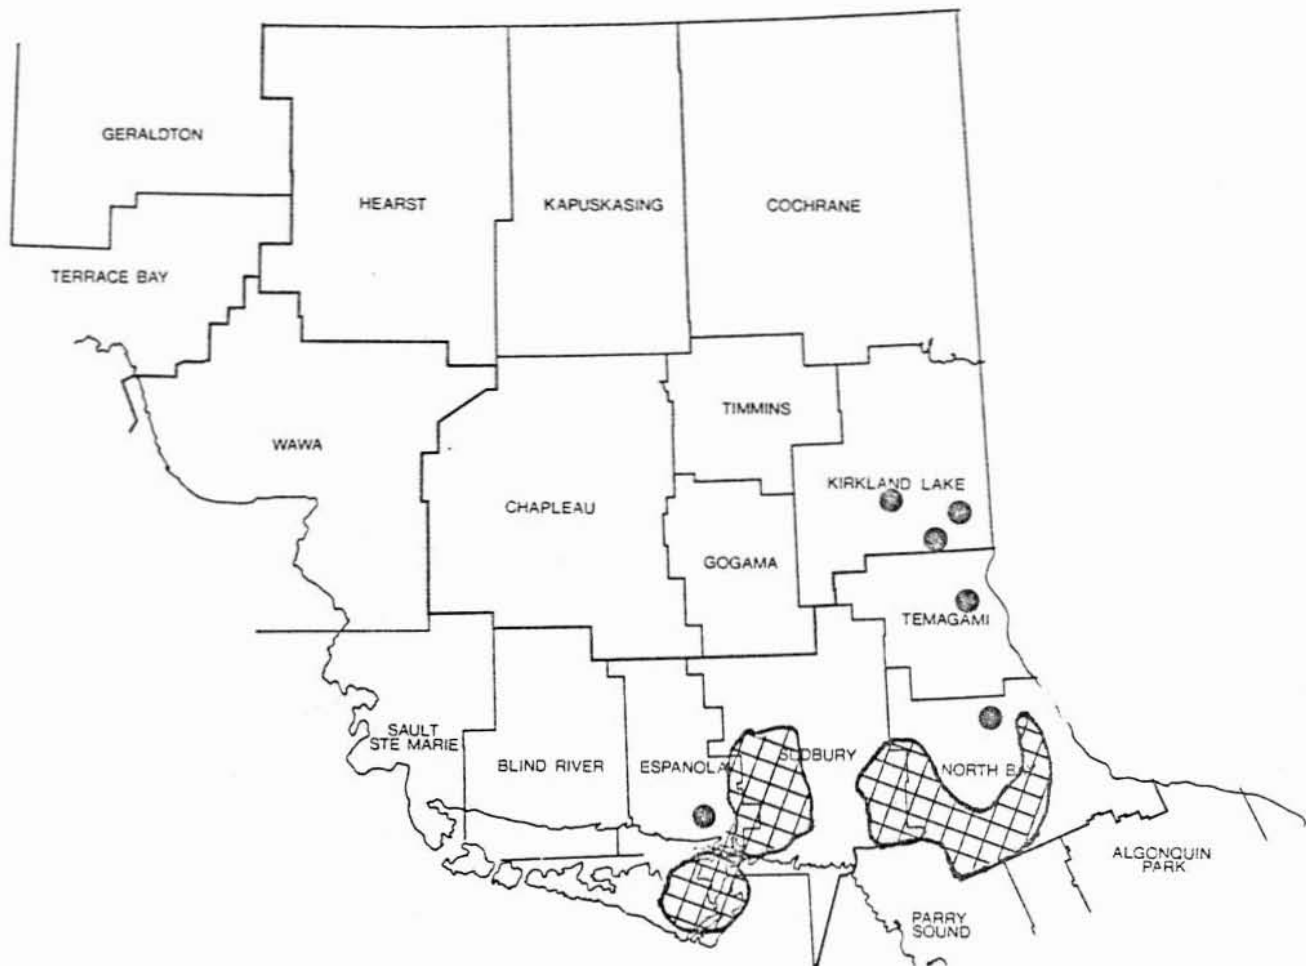 GERALDTON
HEARST
KAPUSKASING
COCHRANE
TERRACE BAY
TIMMINS
WAWA
KIRKLAND LAKE
CHAPLEAU
GOGAMA
TEMAGAMI
SAULT
STE MARIE
BLIND RIVER
ESPANOLA
SUDBURY
NORTH BAY
ALGONQUIN
PARK
PARRY
SOUND